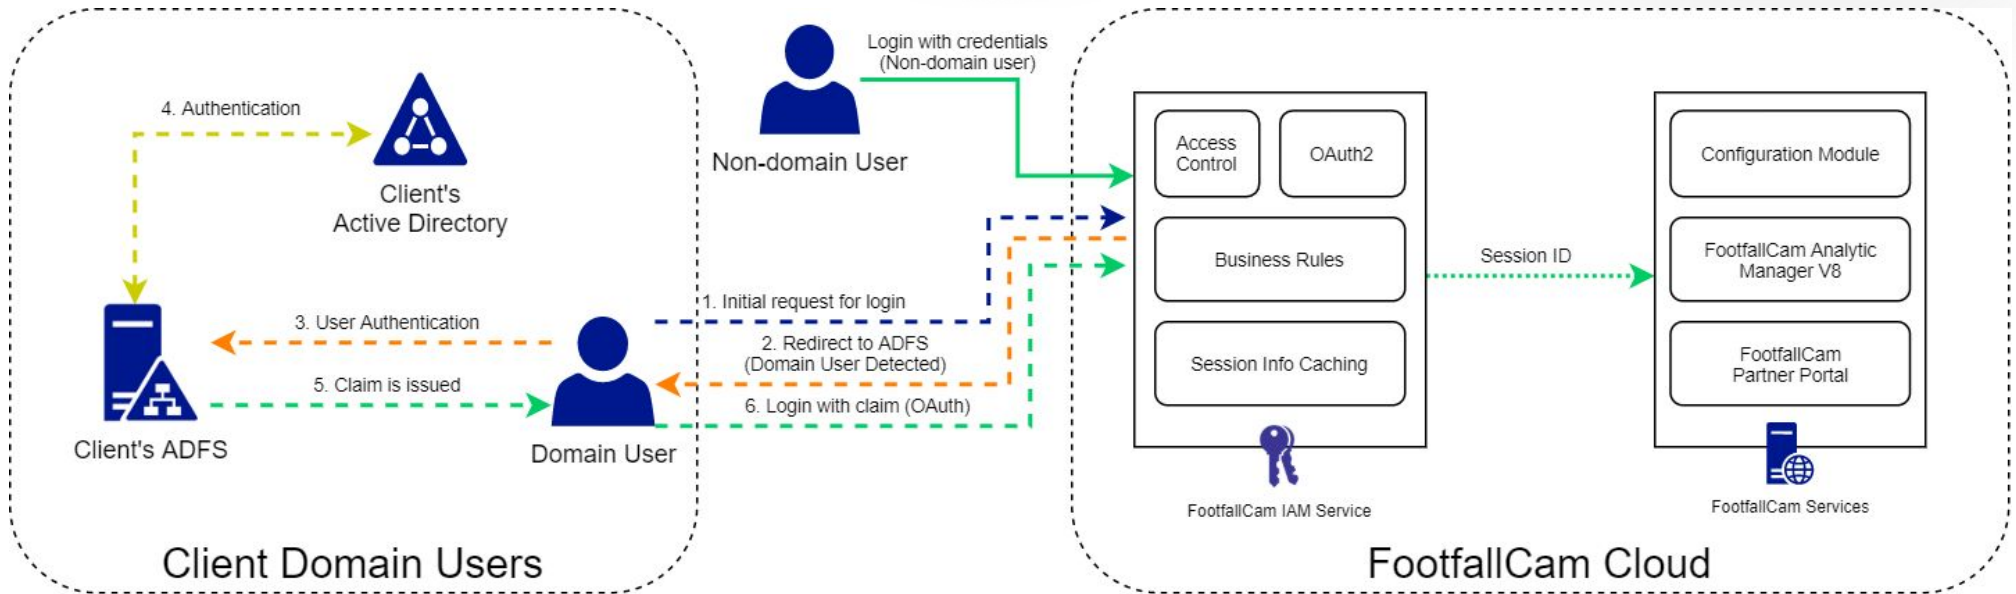 4. Authentication
Client's
Active Directory
3. User Authentication
5. Claim is issued
Client's ADFS
Domain User
Client Domain Users
Login with credentials
(Non-domain user)
Non-domain User
1. Initial request for login
2. Redirect to ADFS
(Domain User Detected)
6. Login with claim (OAuth)
Access
Control
OAuth2
Business Rules
Session Info Caching
FootfallCam IAM Service
Session ID
Configuration Module
FootfallCam Analytic
Manager V8
FootfallCam
Partner Portal
FootfallCam Services
FootfallCam Cloud